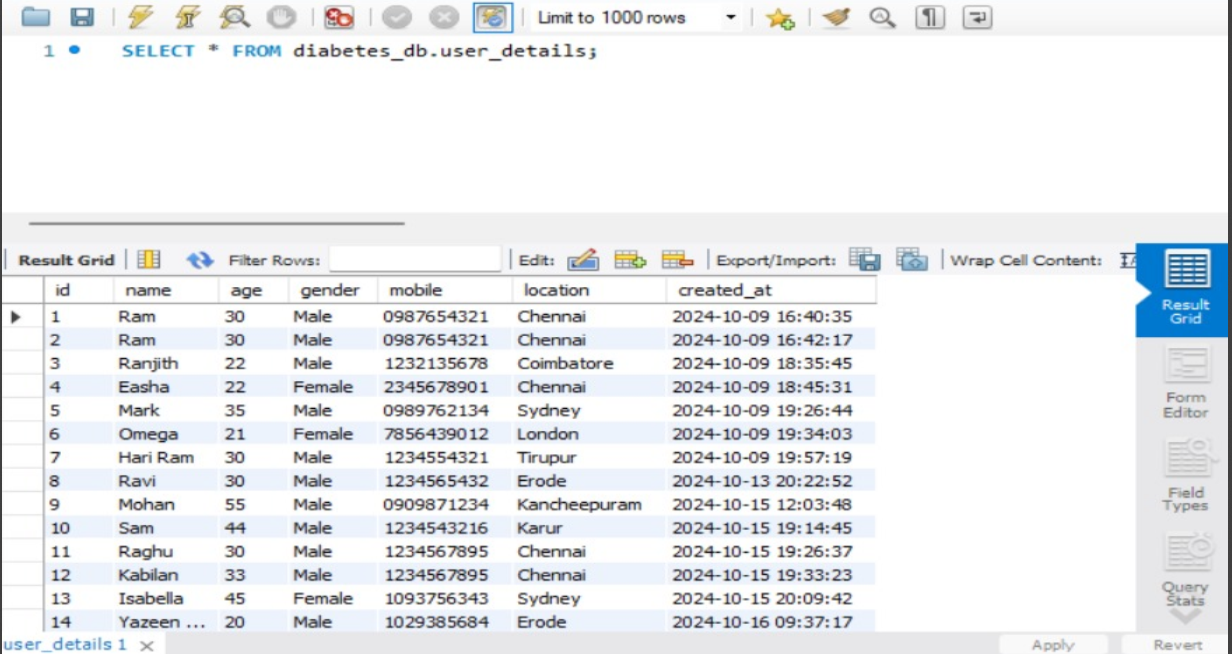 Limit to 1000 rows
1 SELECT * FROM diabetes_db.user_details;
Result Grid Filter Rows: Edit: Export/Import: Wrap Cell Content:
id name age gender mobile location created_at
1 Ram 30 Male 0987654321 Chennai 2024-10-09 16:40:35
2 Ram 30 Male 0987654321 Chennai 2024-10-09 16:42:17
3 Ranjith 22 Male 1232135678 Coimbatore 2024-10-09 18:35:45
4 Easha 22 Female 2345678901 Chennai 2024-10-09 18:45:31
5 Mark 35 Male 0989762134 Sydney 2024-10-09 19:26:44
6 Omega 21 Female 7856439012 London 2024-10-09 19:34:03
7 Hari Ram 30 Male 1234554321 Tirupur 2024-10-09 19:57:19
8 Ravi 30 Male 1234565432 Erode 2024-10-13 20:22:52
9 Mohan 55 Male 0909871234 Kancheepuram 2024-10-15 12:03:48
10 Sam 44 Male 1234543216 Karur 2024-10-15 19:14:45
11 Raghu 30 Male 1234567895 Chennai 2024-10-15 19:26:37
12 Kabilan 33 Male 1234567895 Chennai 2024-10-15 19:33:23
13 Isabella 45 Female 1093756343 Sydney 2024-10-15 20:09:42
14 Yazeen ... 20 Male 1029385684 Erode 2024-10-16 09:37:17
Result
Grid
Form
Editor
Field
Types
Query
Stats
user_details 1 Apply Revert